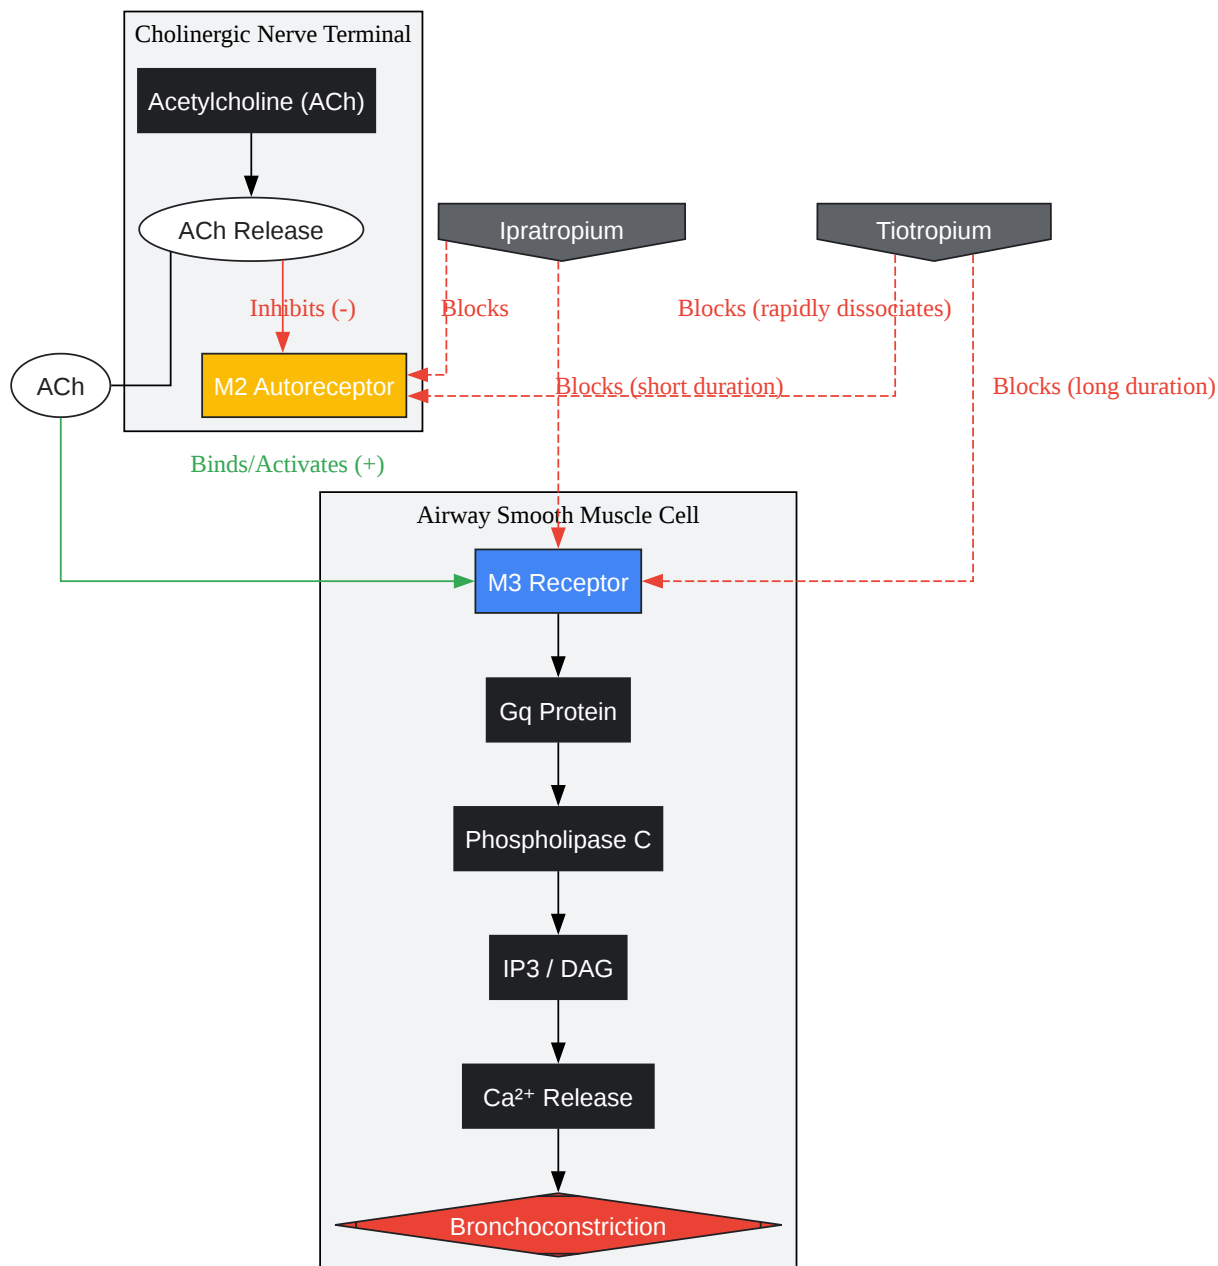 Cholinergic Nerve Terminal
Acetylcholine (ACh)
ACh Release
Ipratropium
Tiotropium
Inhibits (-)
Blocks
Blocks (rapidly dissociates)
ACh
M2 Autoreceptor
Blocks (short duration)
Blocks (long duration)
Binds/Activates (+)
Airway Smooth Muscle Cell
M3 Receptor
Gq Protein
Phospholipase C
IP3 / DAG
Ca²⁺ Release
Bronchoconstriction